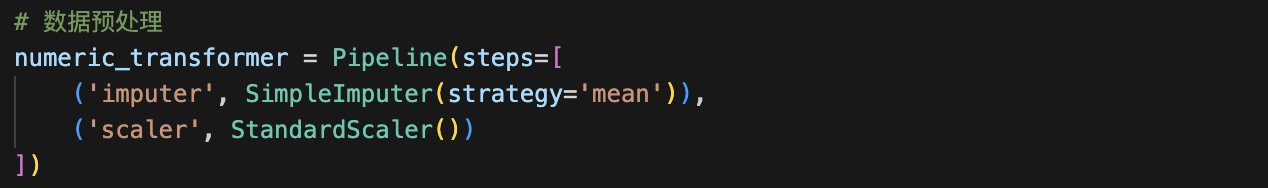 # 数据预处理
numeric_transformer = Pipeline(steps=[
    ('imputer', SimpleImputer(strategy='mean')),
    ('scaler', StandardScaler())
])